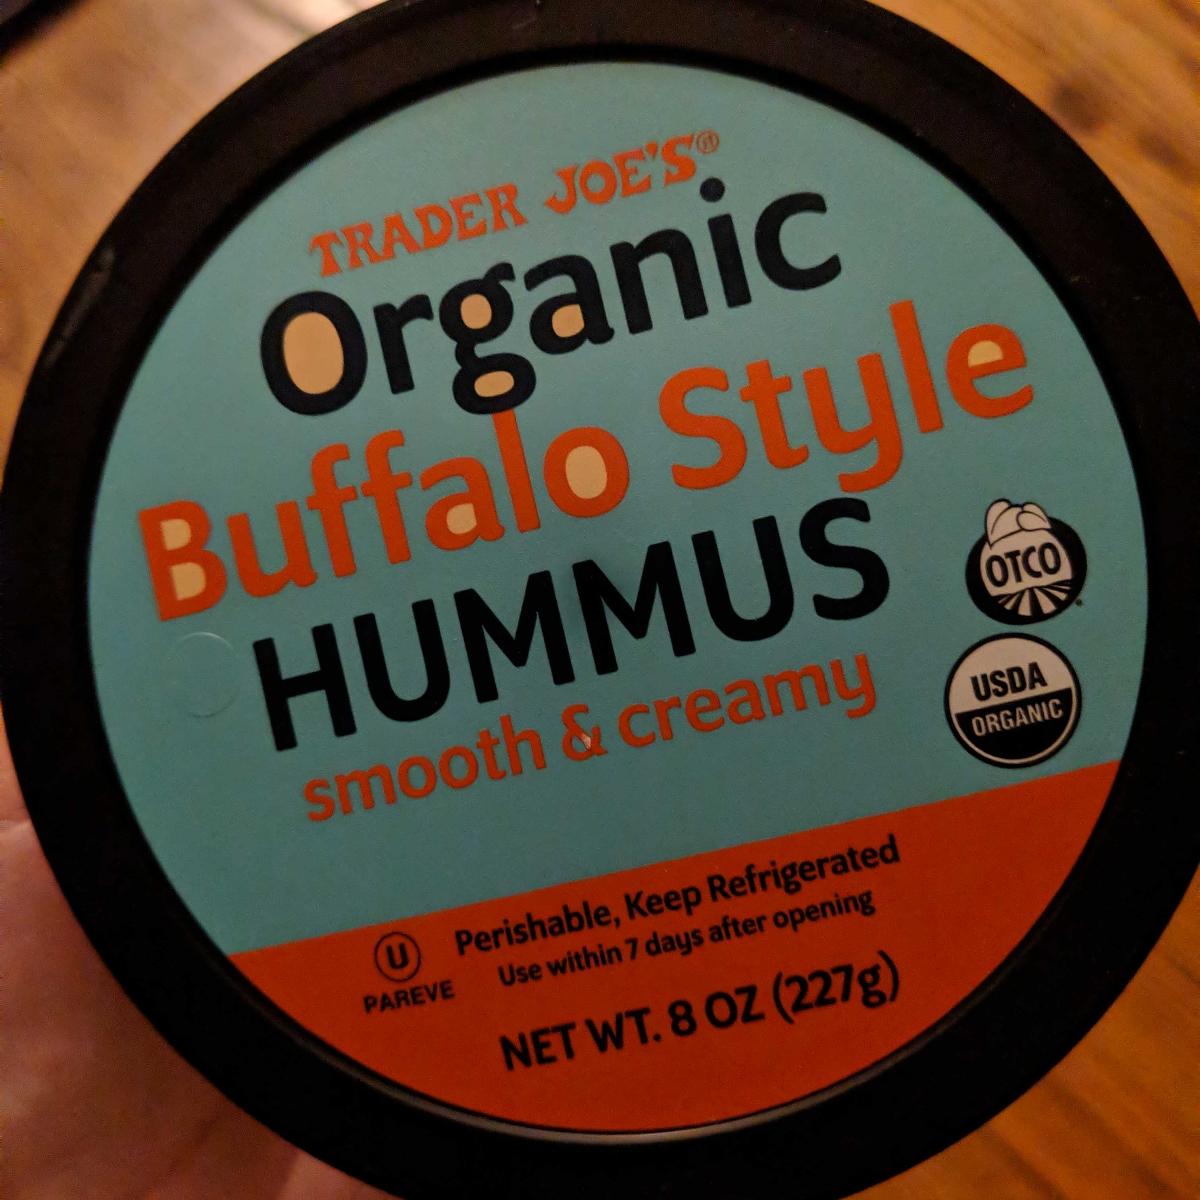 TRADER JOE'S®
Organic
Buffalo Style
HUMMUS
smooth & creamy
OTCO
USDA
ORGANIC
Perishable, Keep Refrigerated
Use within 7 days after opening
U
PAREVE
NET WT. 8 OZ (227g)